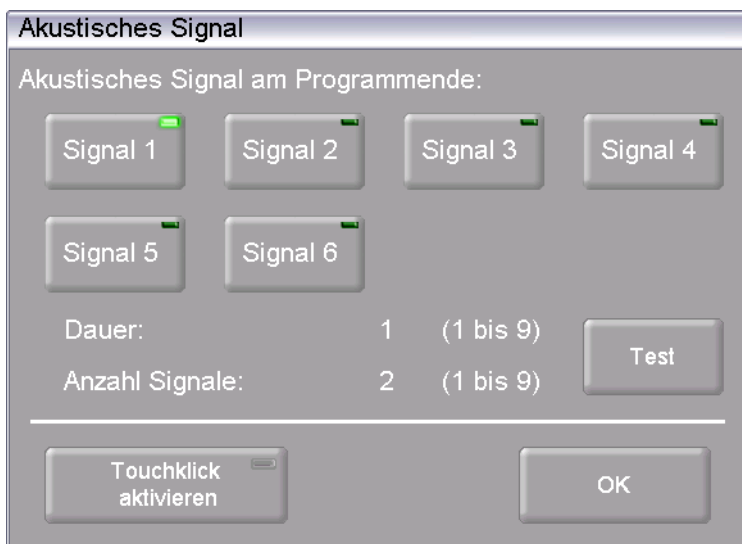 Akustisches Signal
Akustisches Signal am Programmende:
Signal 1 Signal 2 Signal 3 Signal 4
Signal 5 Signal 6
Dauer: 1 (1 bis 9)
Test
Anzahl Signale: 2 (1 bis 9)
Touchklick
aktivieren
OK